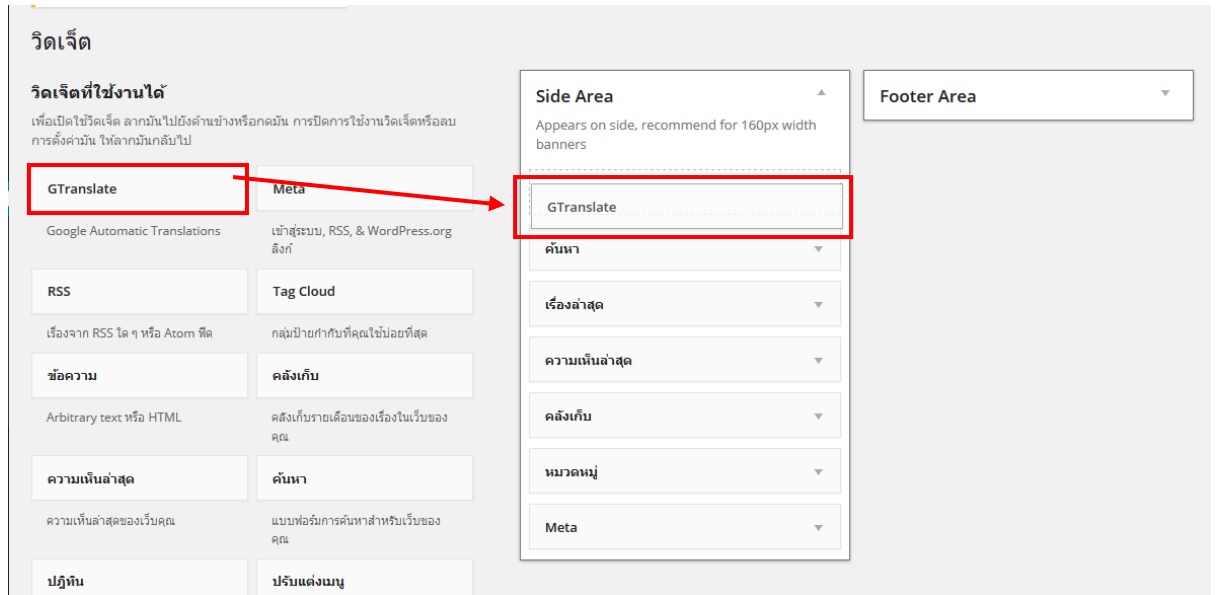 วิดเจ็ต
วิดเจ็ตที่ใช้งานได้
เพื่อเปิดใช้วิดเจ็ต ลากมันไปยังด้านข้างหรือกดมัน การปิดการใช้งานวิดเจ็ตหรือลบ
การตั้งค่ามัน ให้ลากมันกลับไป
GTranslate
Meta
Google Automatic Translations
เข้าสู่ระบบ, RSS, & WordPress.org
ลิงก์
RSS
Tag Cloud
เรื่องจาก RSS ใด ๆ หรือ Atom ฟีด
กลุ่มป้ายกำกับที่คุณใช้บ่อยที่สุด
ข้อความ
คลังเก็บ
Arbitrary text หรือ HTML
คลังเก็บรายเดือนของเรื่องในเว็บของ
คุณ
ความเห็นล่าสุด
ค้นหา
ความเห็นล่าสุดของเว็บคุณ
แบบฟอร์มการค้นหาสำหรับเว็บของ
คุณ
ปฏิทิน
ปรับแต่งเมนู
Side Area
Appears on side, recommend for 160px width
banners
GTranslate
ค้นหา
เรื่องล่าสุด
ความเห็นล่าสุด
คลังเก็บ
หมวดหมู่
Meta
Footer Area